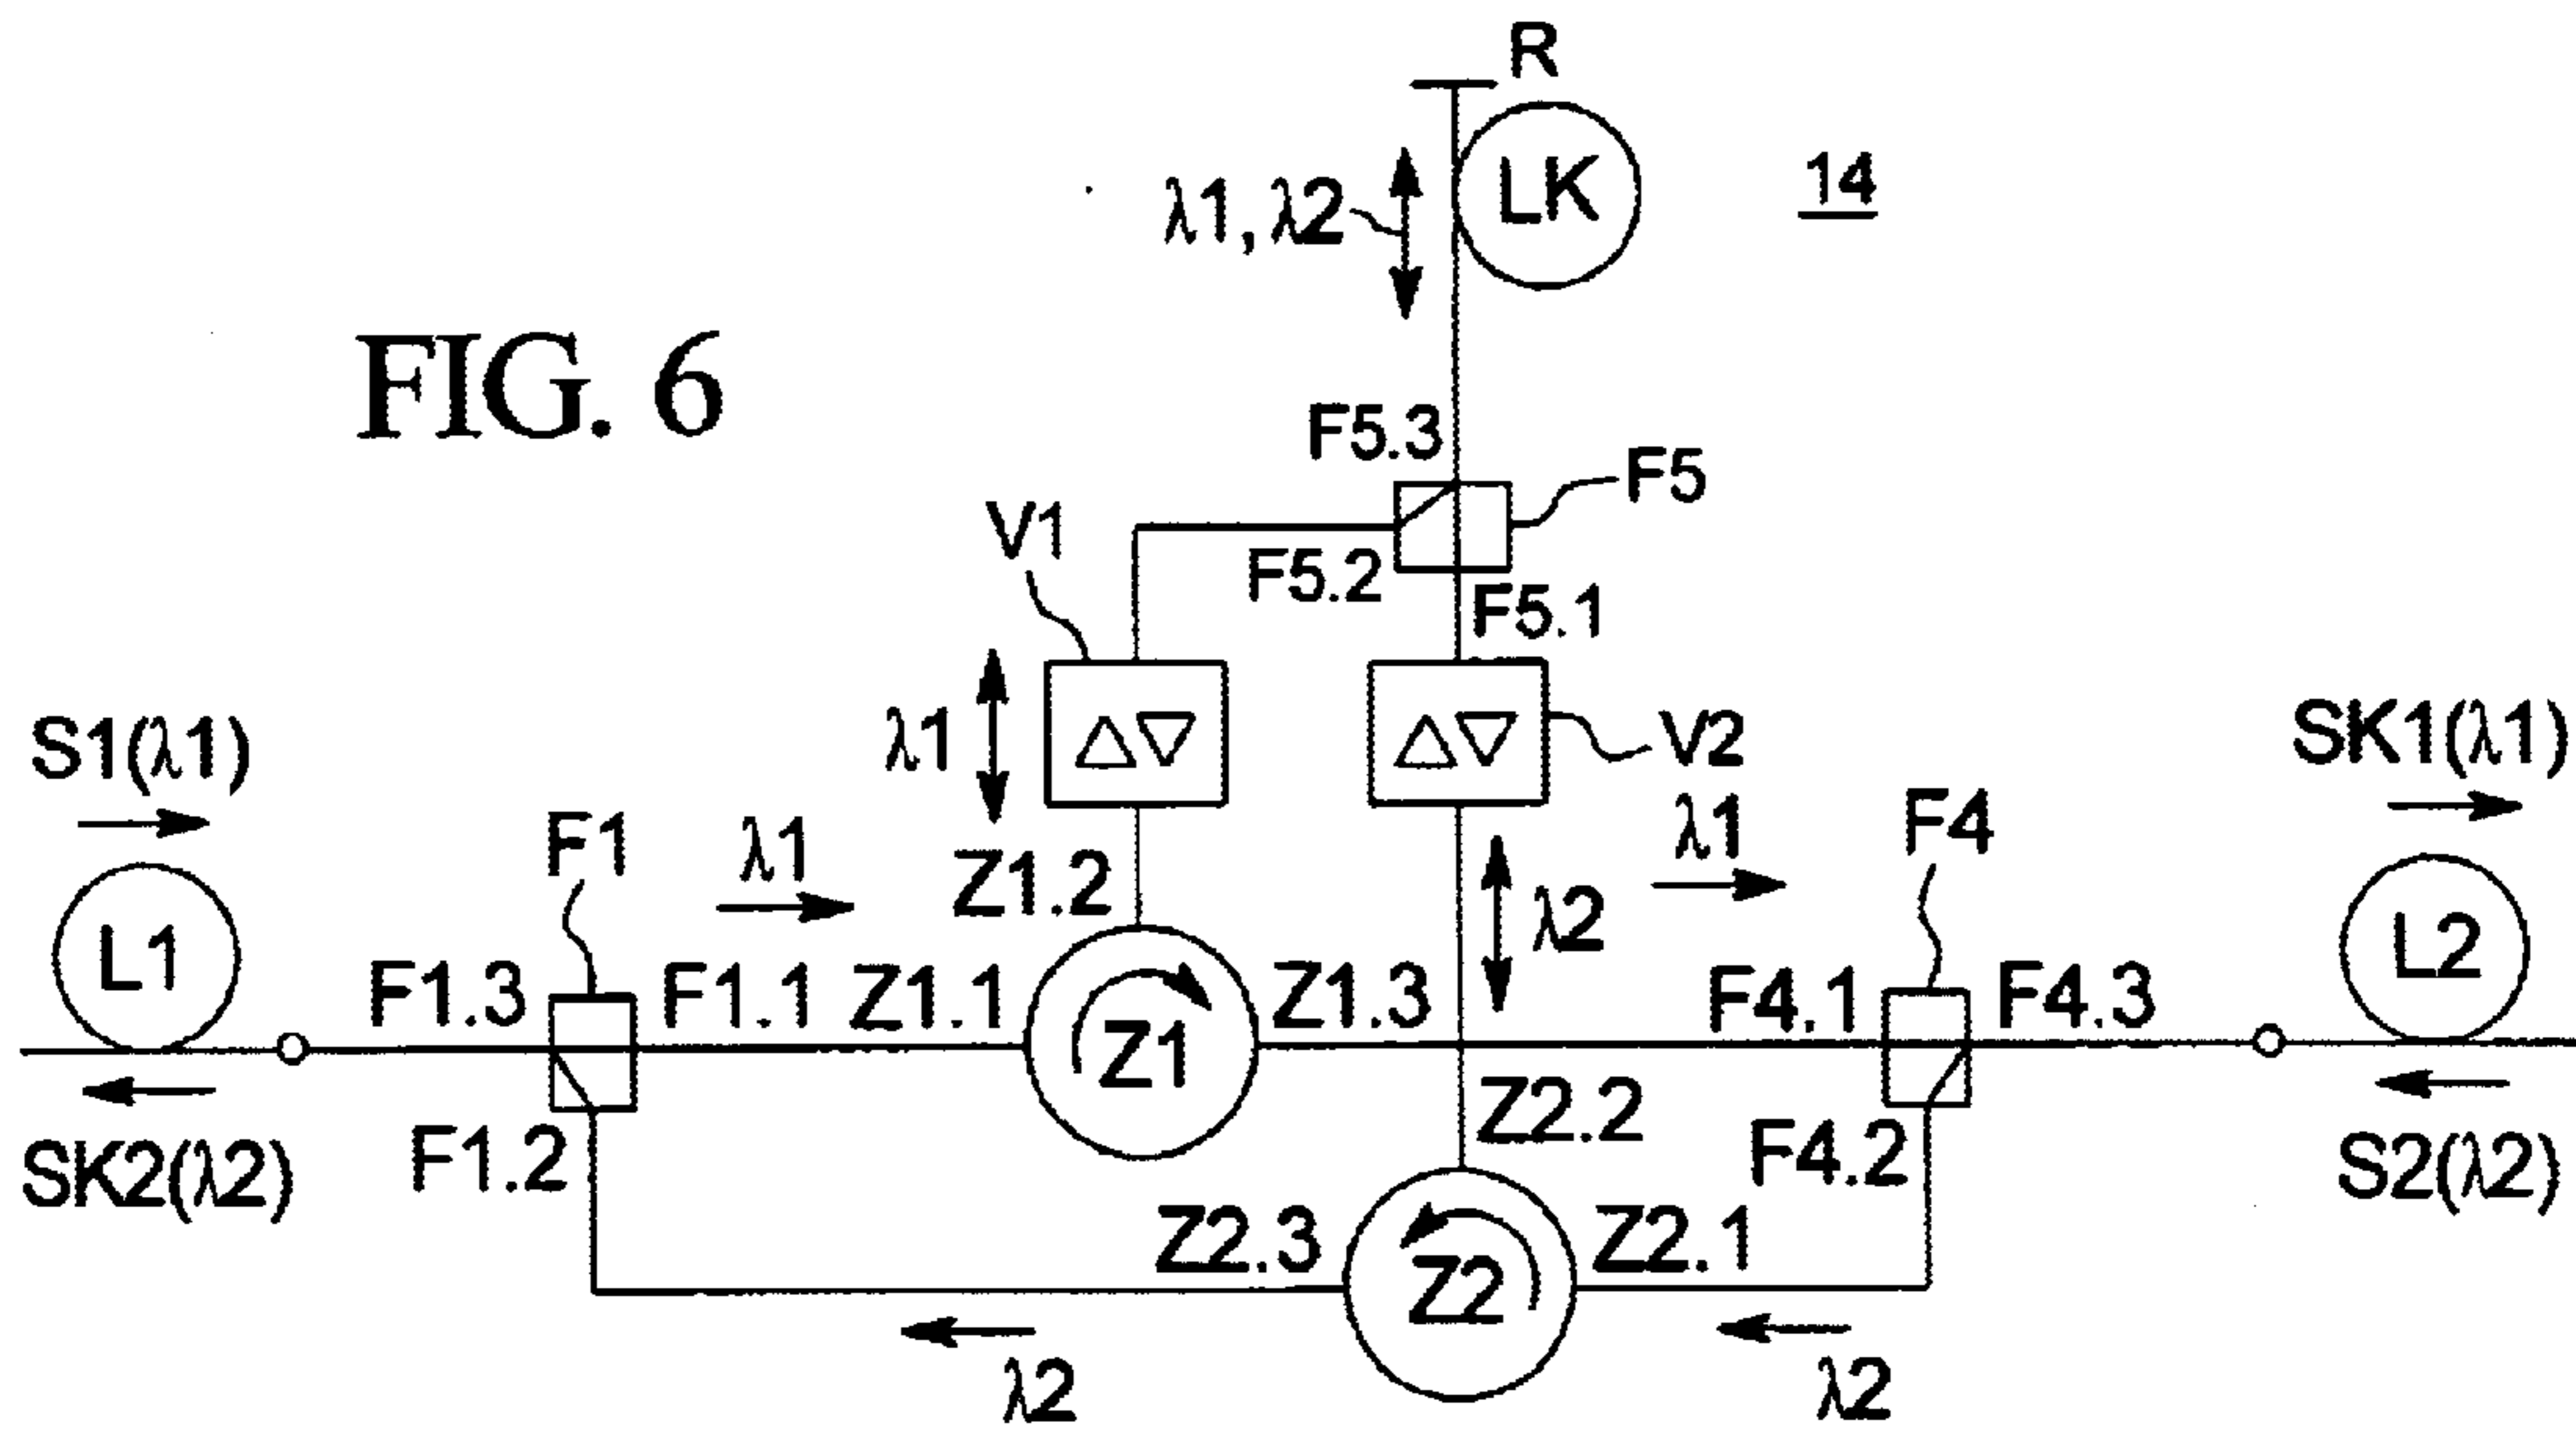 R
LK
14
λ1, λ2
FIG. 6
F5.3
F5
V1
F5.2
F5.1
S1(λ1)
λ1
V2
SK1(λ1)
F1
λ1
λ1
F4
Z1.2
λ2
L1
L2
F1.3
F1.1
Z1.1
Z1
Z1.3
F4.1
F4.3
SK2(λ2)
F1.2
Z2.2
F4.2
S2(λ2)
Z2.3
Z2
Z2.1
λ2
λ2